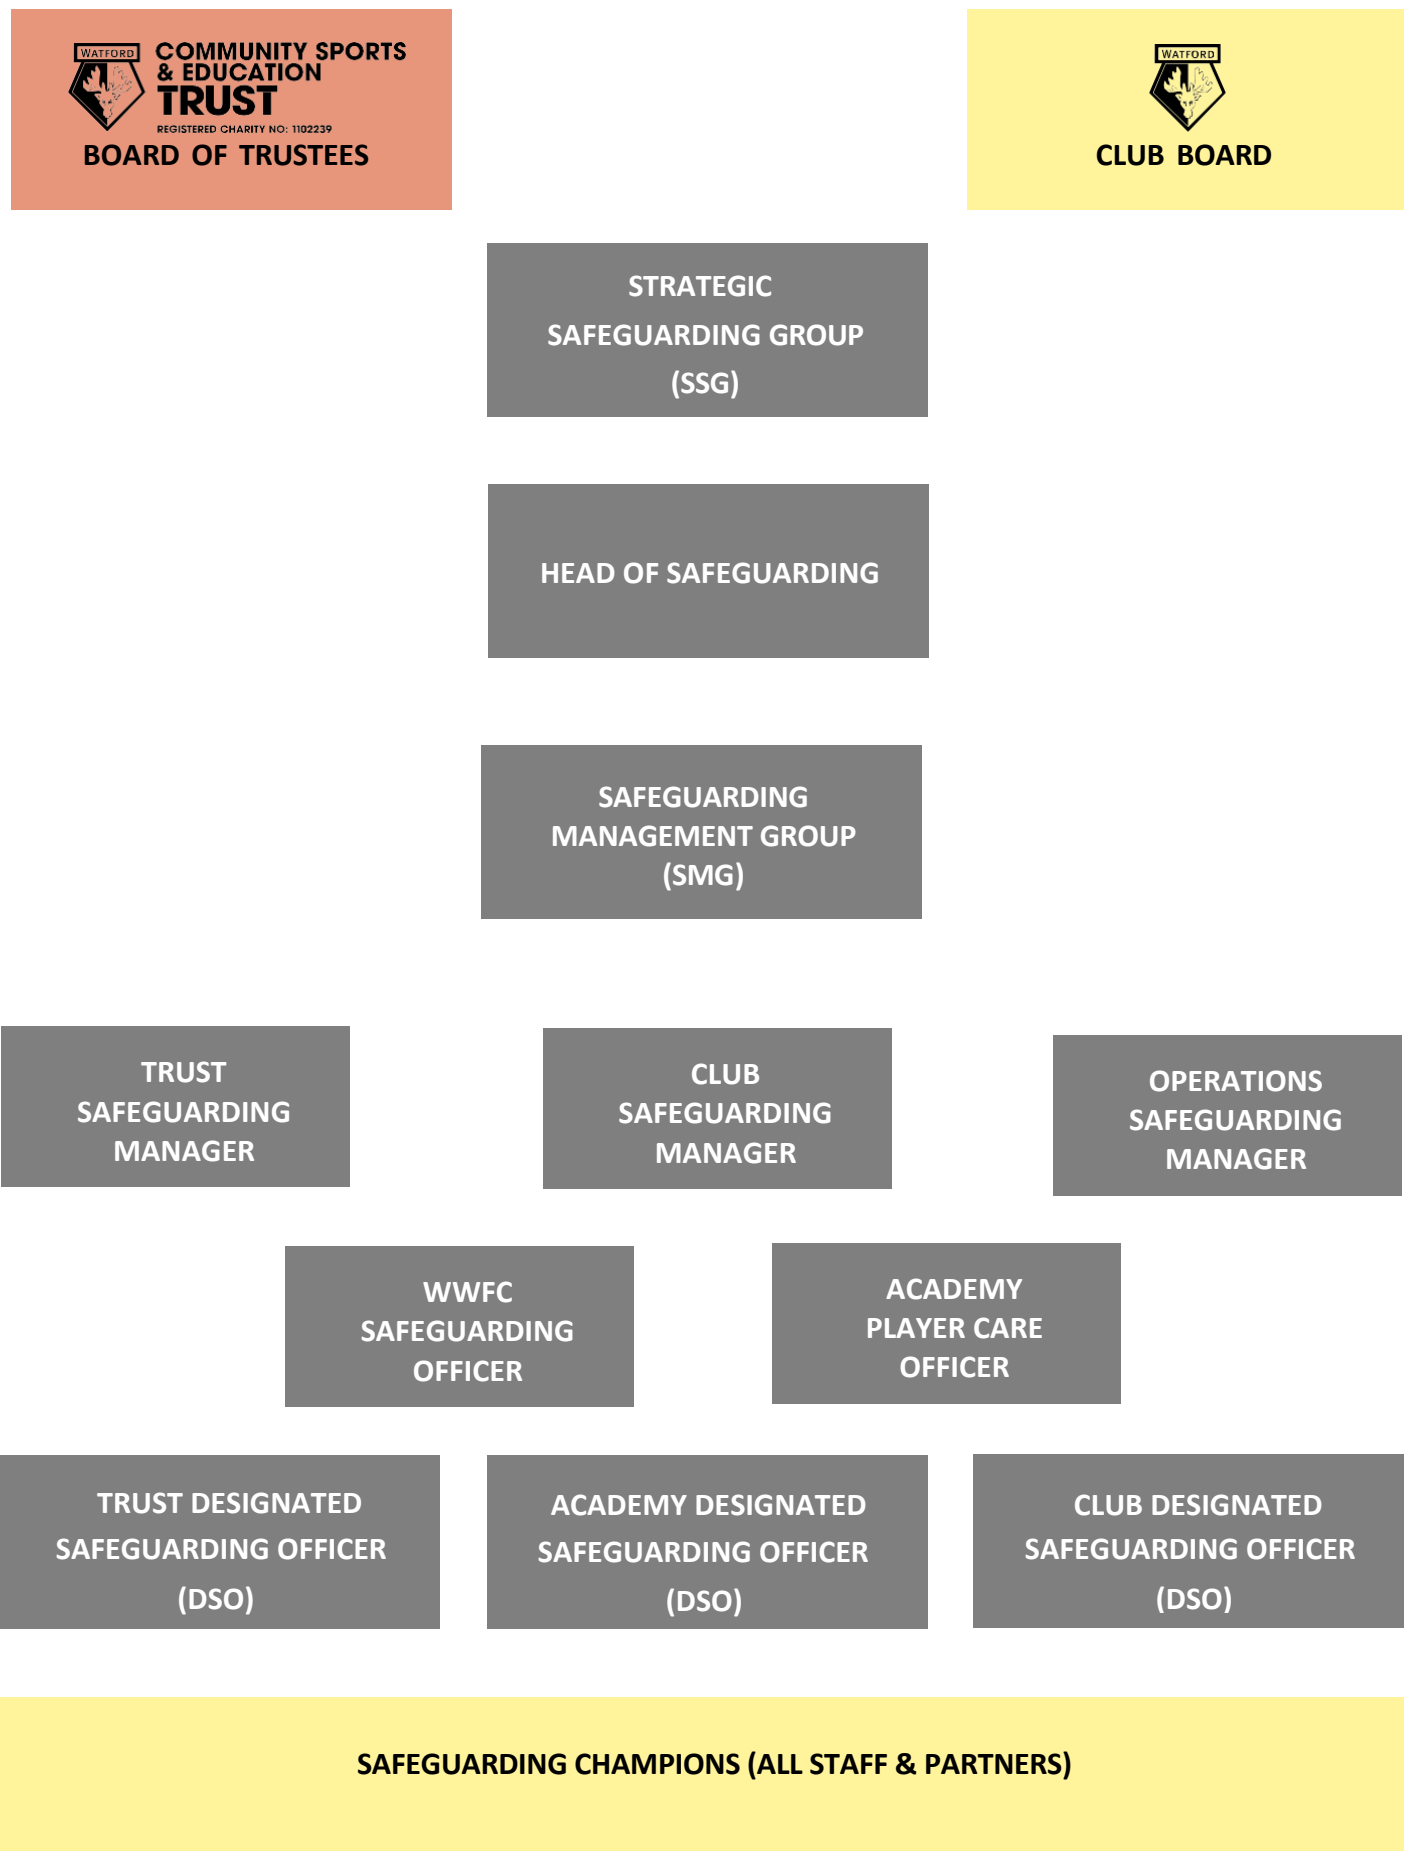 WATFORD
COMMUNITY SPORTS
& EDUCATION
TRUST
REGISTERED CHARITY NO: 1102239
BOARD OF TRUSTEES
WATFORD
CLUB BOARD
STRATEGIC
SAFEGUARDING GROUP
(SSG)
HEAD OF SAFEGUARDING
SAFEGUARDING
MANAGEMENT GROUP
(SMG)
TRUST
SAFEGUARDING
MANAGER
CLUB
SAFEGUARDING
MANAGER
OPERATIONS
SAFEGUARDING
MANAGER
WWFC
SAFEGUARDING
OFFICER
ACADEMY
PLAYER CARE
OFFICER
TRUST DESIGNATED
SAFEGUARDING OFFICER
(DSO)
ACADEMY DESIGNATED
SAFEGUARDING OFFICER
(DSO)
CLUB DESIGNATED
SAFEGUARDING OFFICER
(DSO)
SAFEGUARDING CHAMPIONS (ALL STAFF & PARTNERS)